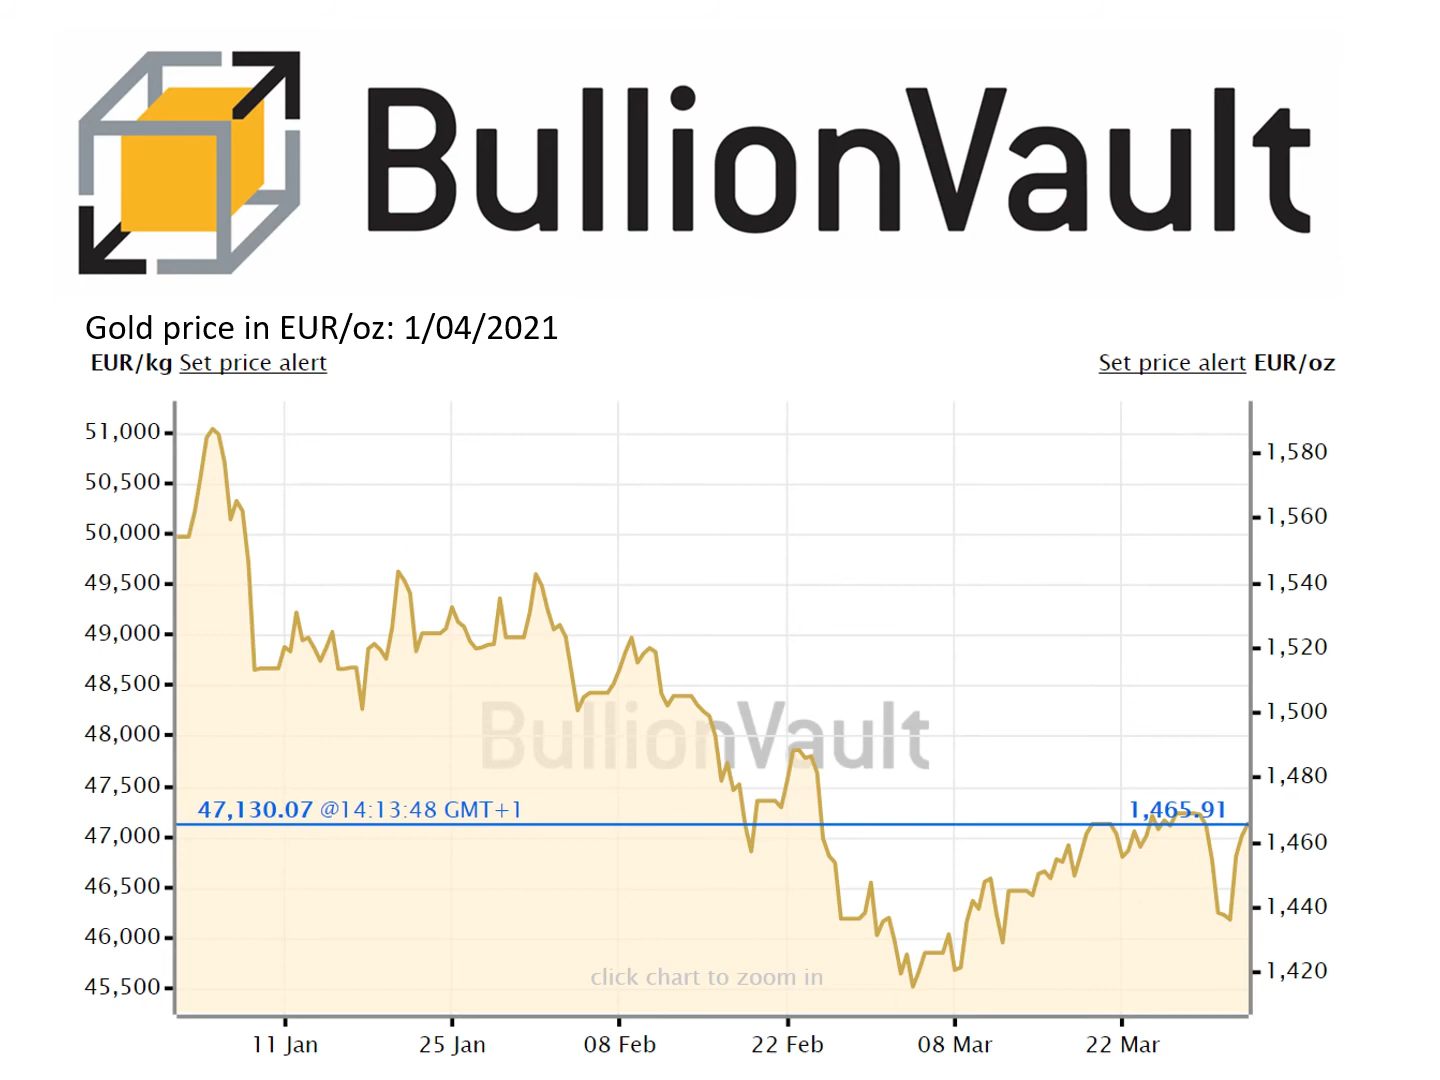 BullionVault
Gold price in EUR/oz: 1/04/2021
EUR/kg Set price alert
Set price alert EUR/oz
51,000
50,500
50,000
49,500
49,000
48,500
48,000
47,500
47,000
46,500
46,000
45,500
1,580
1,560
1,540
1,520
1,500
1,480
1,460
1,440
1,420
BullionVault
47,130.07 @14:13:48 GMT+1
1,465.91
click chart to zoom in
11 Jan
25 Jan
08 Feb
22 Feb
08 Mar
22 Mar